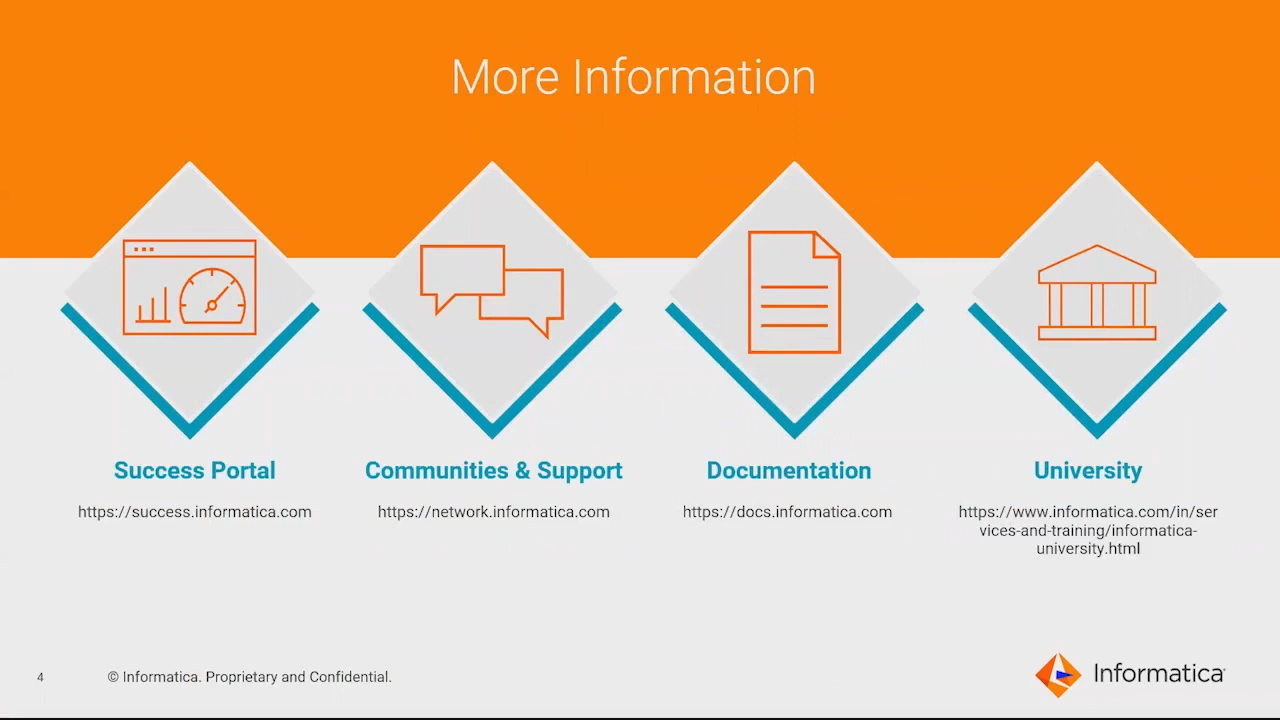 More Information
Success Portal
https://success.informatica.com
Communities & Support
https://network.informatica.com
Documentation
https://docs.informatica.com
University
https://www.informatica.com/in/ser
vices-and-training/informatica-
university.html
4
© Informatica. Proprietary and Confidential.
Informatica